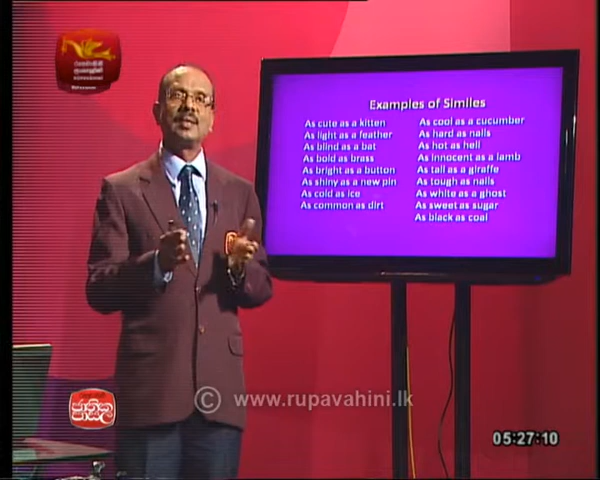 Examples of Similes
As cute as a kitten
As light as a feather
As blind as a bat
As bold as brass
As bright as a button
As shiny as a new pin
As cold as ice
As common as dirt
As cool as a cucumber
As hard as nails
As hot as hell
As innocent as a lamb
As tall as a giraffe
As tough as nails
As white as a ghost
As sweet as sugar
As black as coal
© www.rupavahini.lk
05:27:10